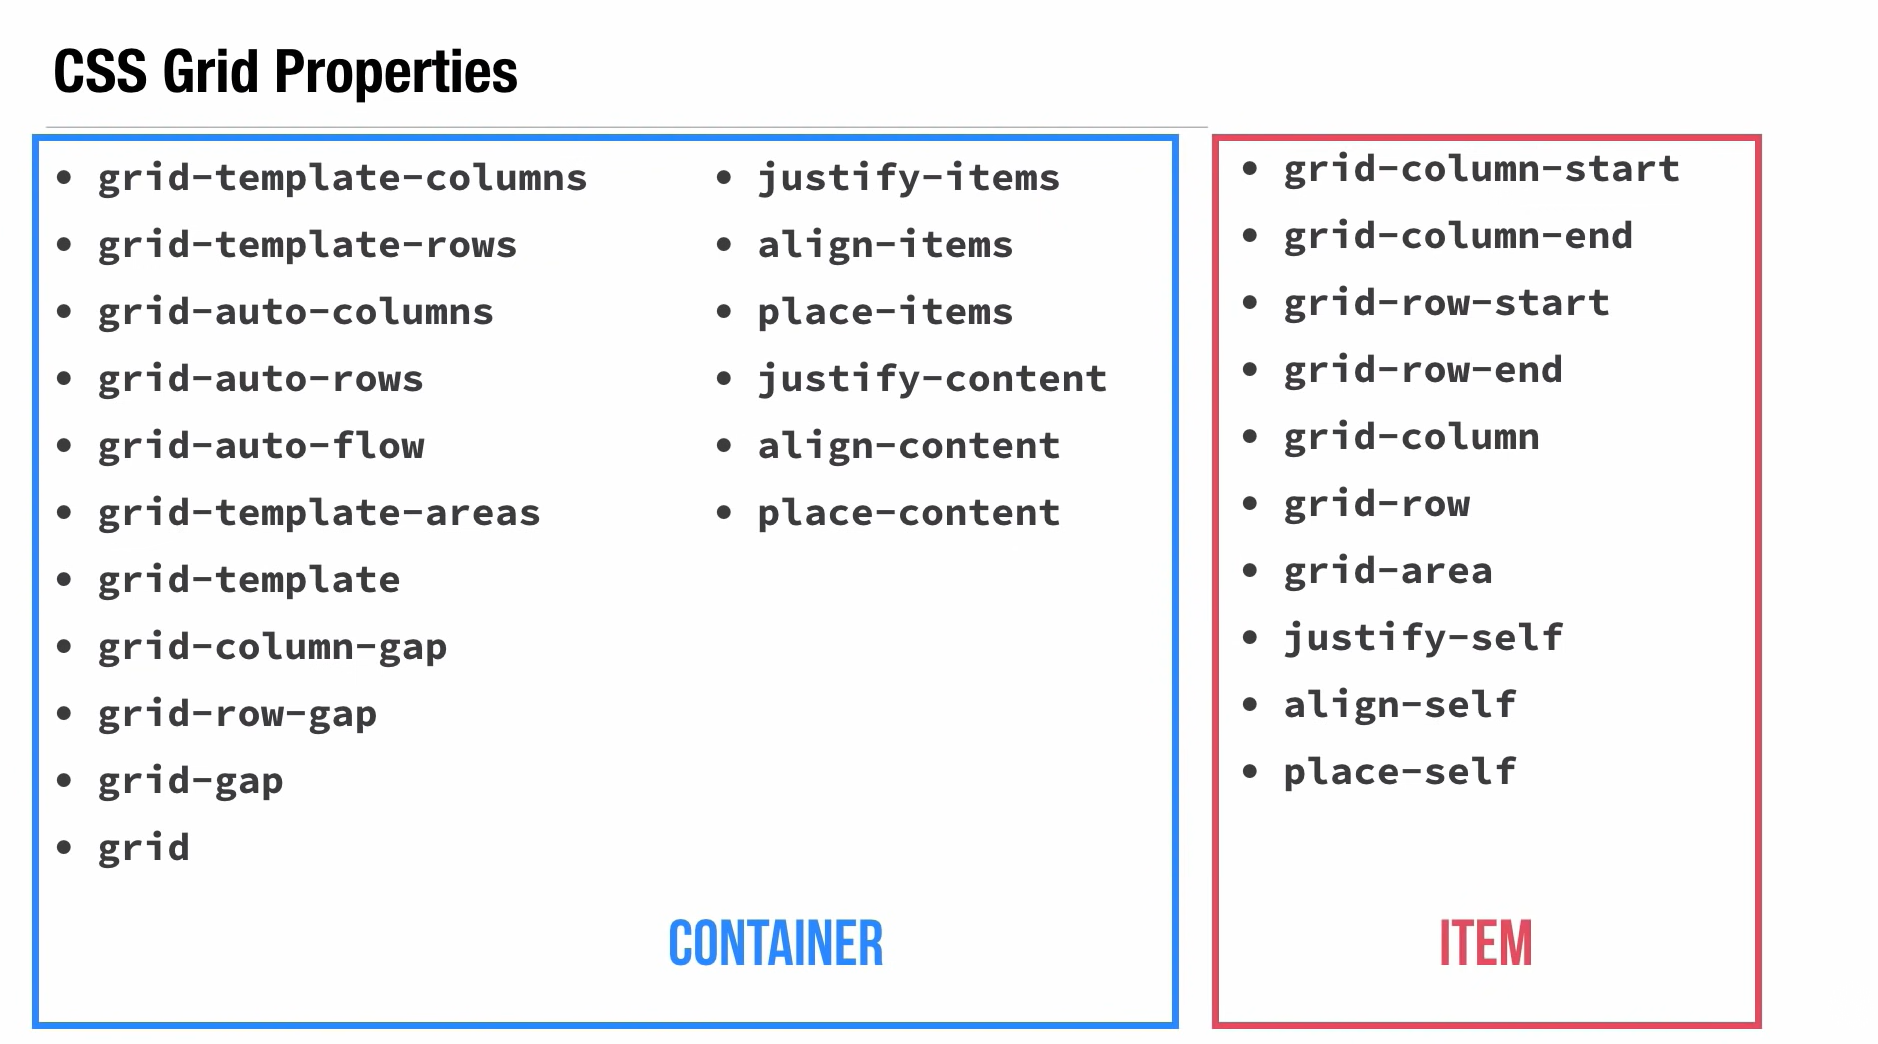 CSS Grid Properties
• grid-template-columns
• grid-template-rows
• grid-auto-columns
• grid-auto-rows
• grid-auto-flow
• grid-template-areas
• grid-template
• grid-column-gap
• grid-row-gap
• grid-gap
• grid
• justify-items
• align-items
• place-items
• justify-content
• align-content
• place-content
CONTAINER
• grid-column-start
• grid-column-end
• grid-row-start
• grid-row-end
• grid-column
• grid-row
• grid-area
• justify-self
• align-self
• place-self
ITEM